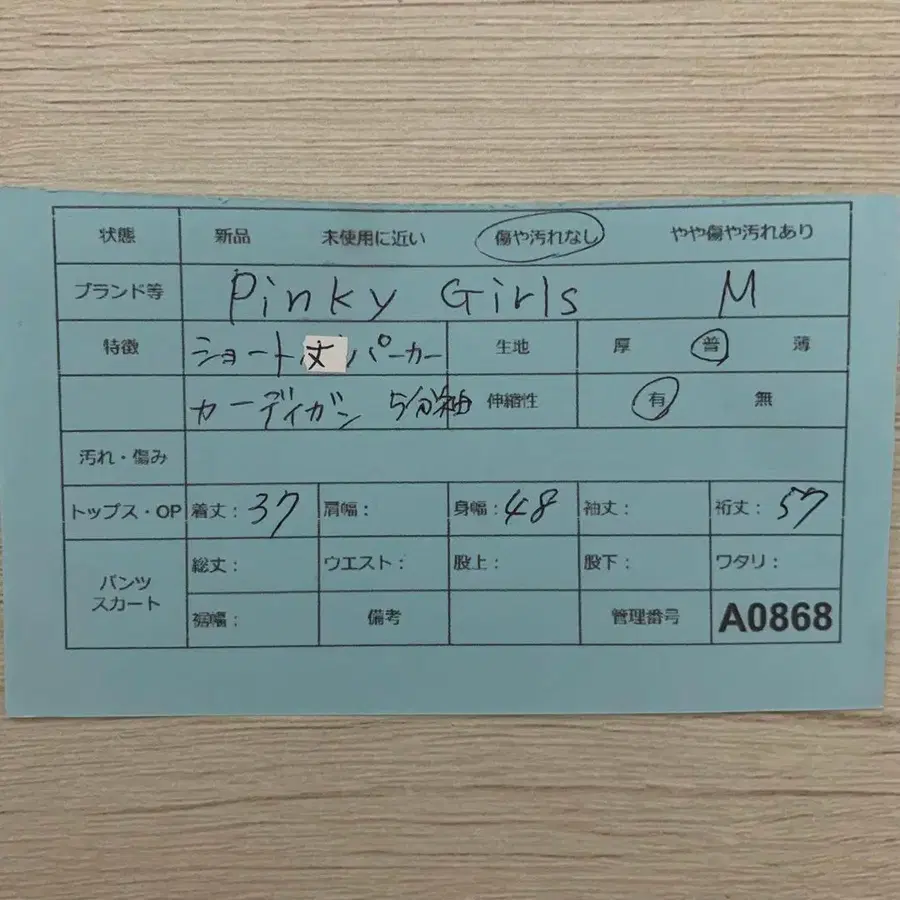 状態 新品 未使用に近い 傷や汚れなし やや傷や汚れあり
ブランド等 Pinky Girls M
特徴 ショート丈パーカー 生地 厚 普 薄
カーディガン 5分袖 伸縮性 有 無
汚れ・傷み
トップス・OP 着丈：37 肩幅： 身幅：48 袖丈： 裄丈：57
パンツ スカート 総丈： ウエスト： 股上： 股下： ワタリ：
裾幅： 備考 管理番号 A0868